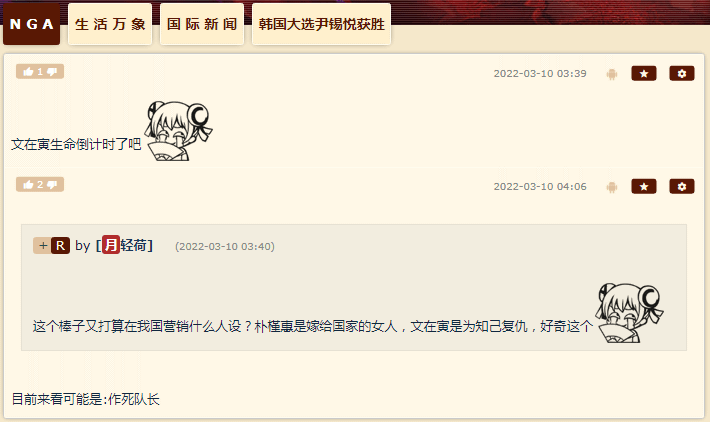 NGA
生活万象
国际新闻
韩国大选尹锡悦获胜
1
2022-03-10 03:39
文在寅生命倒计时了吧
2
2022-03-10 04:06
+ R by [月轻荷] (2022-03-10 03:40)
这个棒子又打算在我国营销什么人设？朴槿惠是嫁给国家的女人，文在寅是为知己复仇，好奇这个
目前来看可能是:作死队长